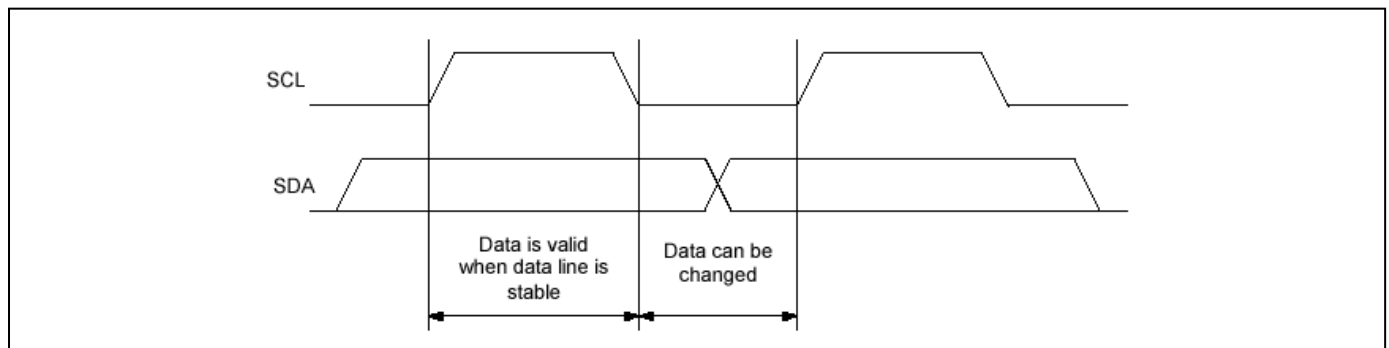 SCL
SDA
Data is valid
when data line is
stable
Data can be
changed